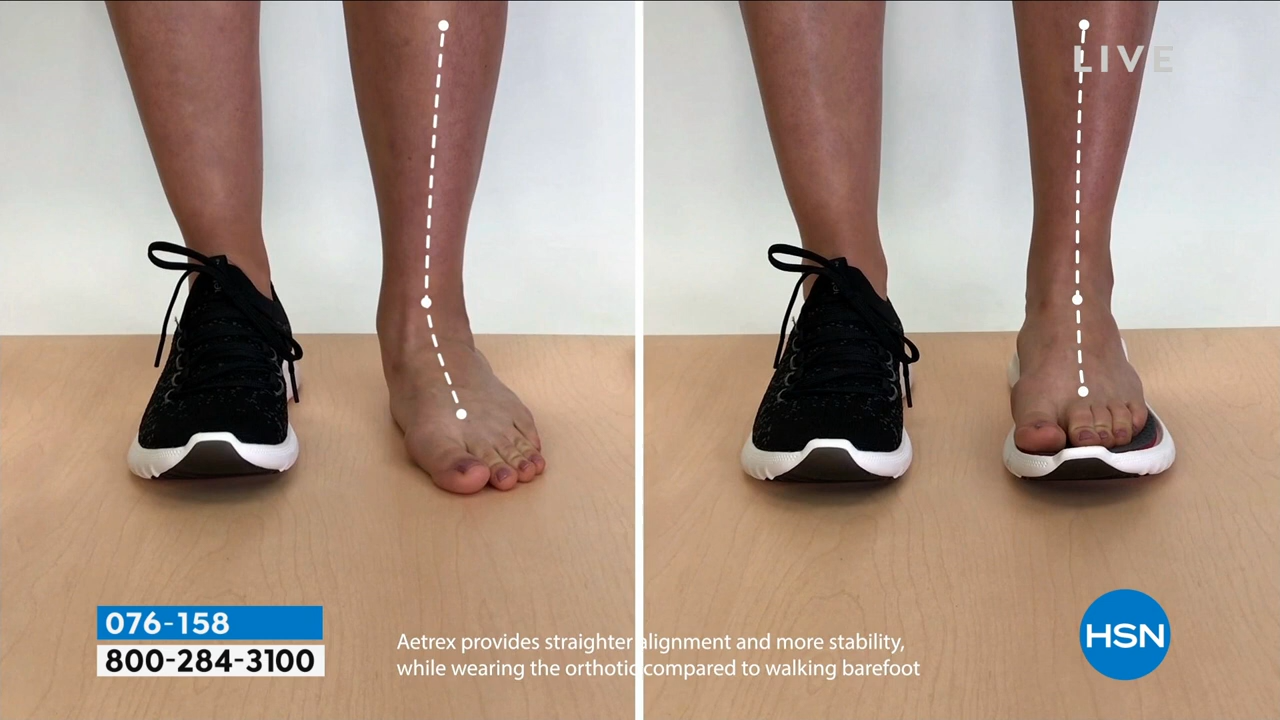 LIVE
076-158
800-284-3100
Aetrex provides straighter alignment and more stability,
while wearing the orthotic compared to walking barefoot
HSN